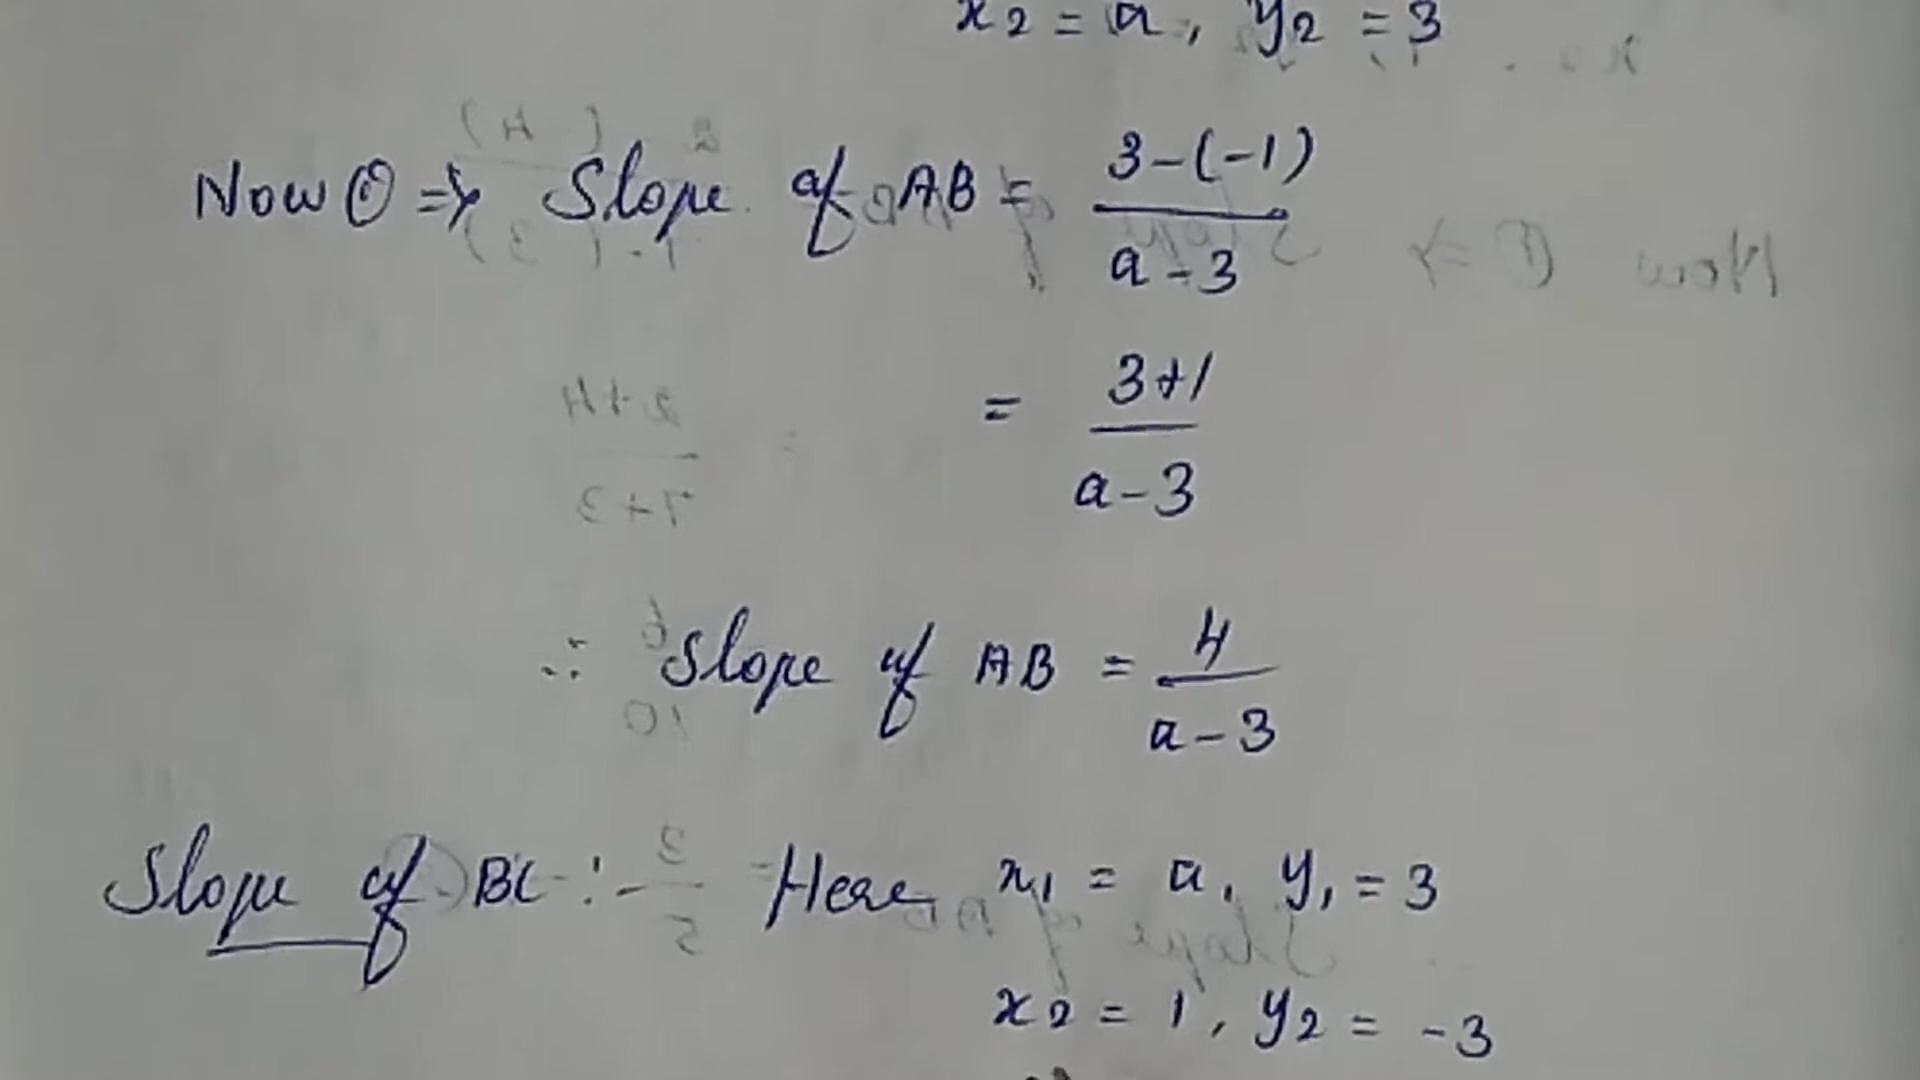 x2 = a, y2 = 3
Now ① ⇒ Slope of AB = 3-(-1) / a-3
= 3+1 / a-3
∴ Slope of AB = 4 / a-3
Slope of BC :- Here x1 = a, y1 = 3
x2 = 1, y2 = -3